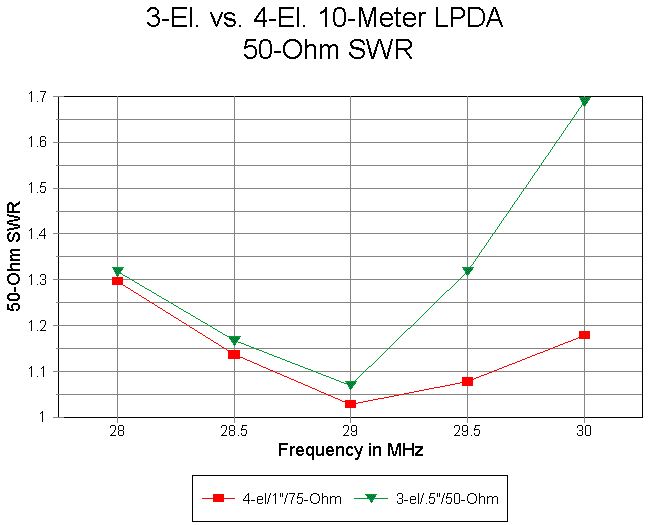 3-El. vs. 4-El. 10-Meter LPDA
50-Ohm SWR
50-Ohm SWR
1.7
1.6
1.5
1.4
1.3
1.2
1.1
1
28
28.5
29
29.5
30
Frequency in MHz
4-el/1"/75-Ohm
3-el/.5"/50-Ohm